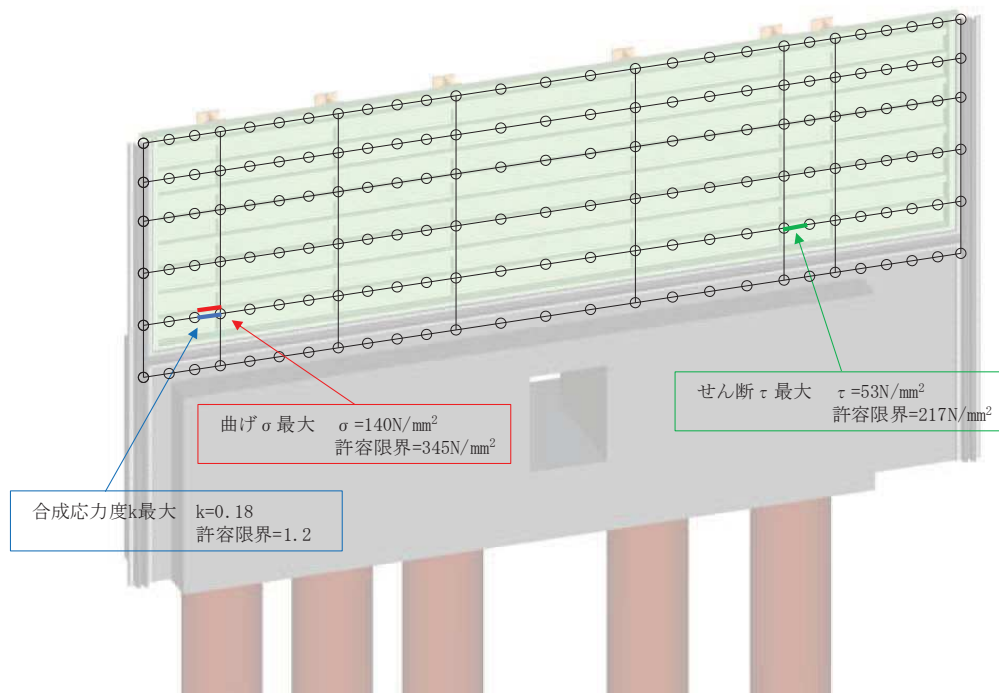 せん断τ最大 τ=53N/mm²
許容限界=217N/mm²
曲げσ最大 σ=140N/mm²
許容限界=345N/mm²
合成応力度k最大 k=0.18
許容限界=1.2